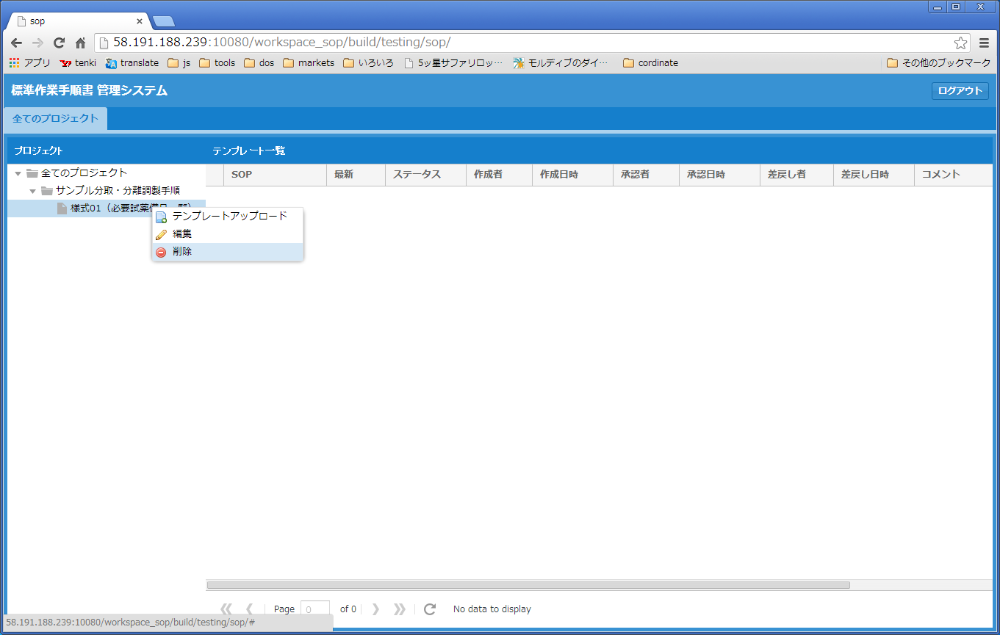 sop
58.191.188.239:10080/workspace_sop/build/testing/sop/
アプリ tenki translate js tools dos markets いろいろ 5ッ星サファリロッ… モルディブのダイ… cordinate その他のブックマーク
標準作業手順書 管理システム ログアウト
全てのプロジェクト
プロジェクト テンプレート一覧
全てのプロジェクト SOP 最新 ステータス 作成者 作成日時 承認者 承認日時 差戻し者 差戻し日時 コメント
サンプル分取・分離調製手順
様式01（必要試薬備品一覧）
テンプレートアップロード
編集
削除
Page 0 of 0 No data to display
58.191.188.239:10080/workspace_sop/build/testing/sop/#